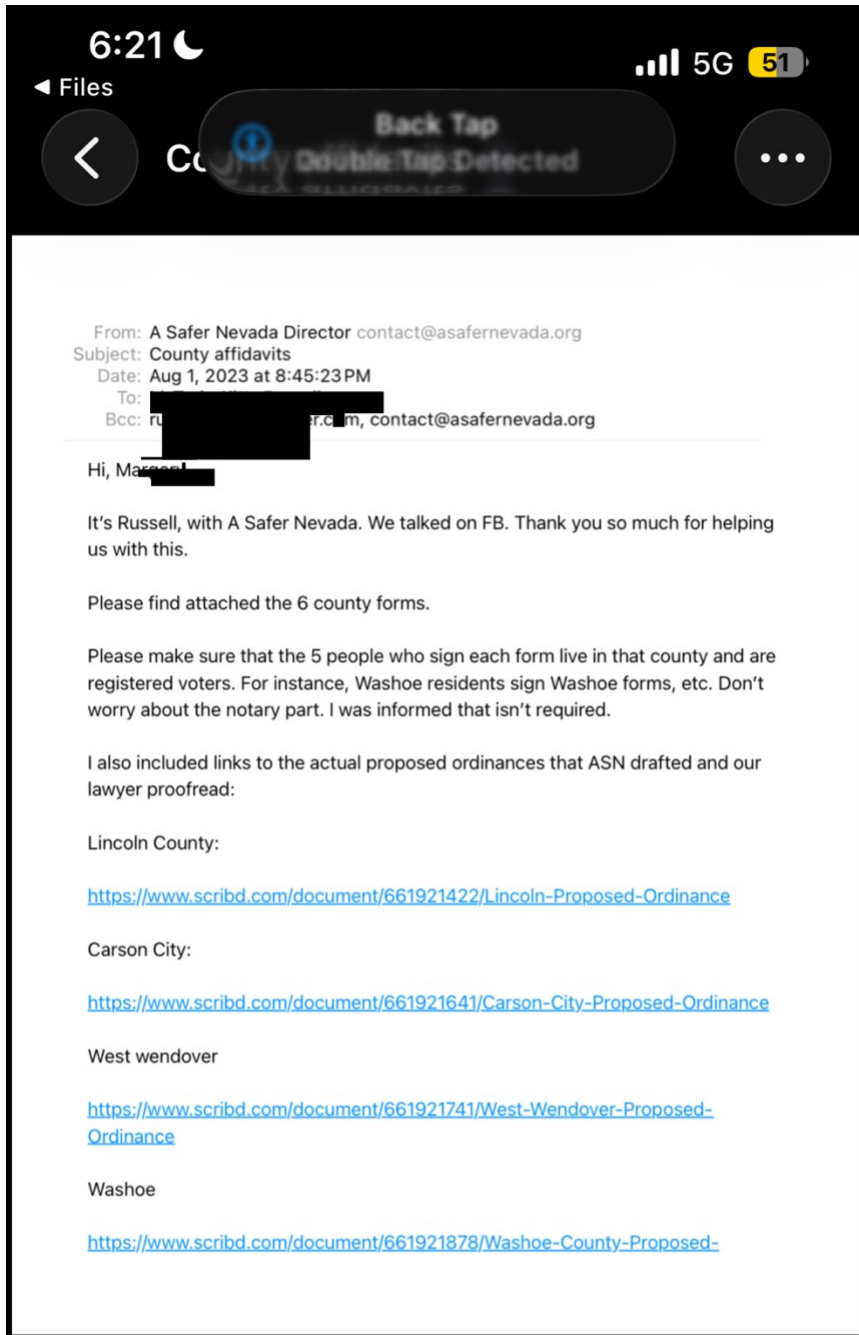 6:21
5G 51
◀ Files
Back Tap
Double Tap Detected
From: A Safer Nevada Director contact@asafernevada.org
Subject: County affidavits
Date: Aug 1, 2023 at 8:45:23 PM
To:
Bcc: contact@asafernevada.org
Hi,
It's Russell, with A Safer Nevada. We talked on FB. Thank you so much for helping
us with this.
Please find attached the 6 county forms.
Please make sure that the 5 people who sign each form live in that county and are
registered voters. For instance, Washoe residents sign Washoe forms, etc. Don't
worry about the notary part. I was informed that isn't required.
I also included links to the actual proposed ordinances that ASN drafted and our
lawyer proofread:
Lincoln County:
https://www.scribd.com/document/661921422/Lincoln-Proposed-Ordinance
Carson City:
https://www.scribd.com/document/661921641/Carson-City-Proposed-Ordinance
West wendover
https://www.scribd.com/document/661921741/West-Wendover-Proposed-
Ordinance
Washoe
https://www.scribd.com/document/661921878/Washoe-County-Proposed-